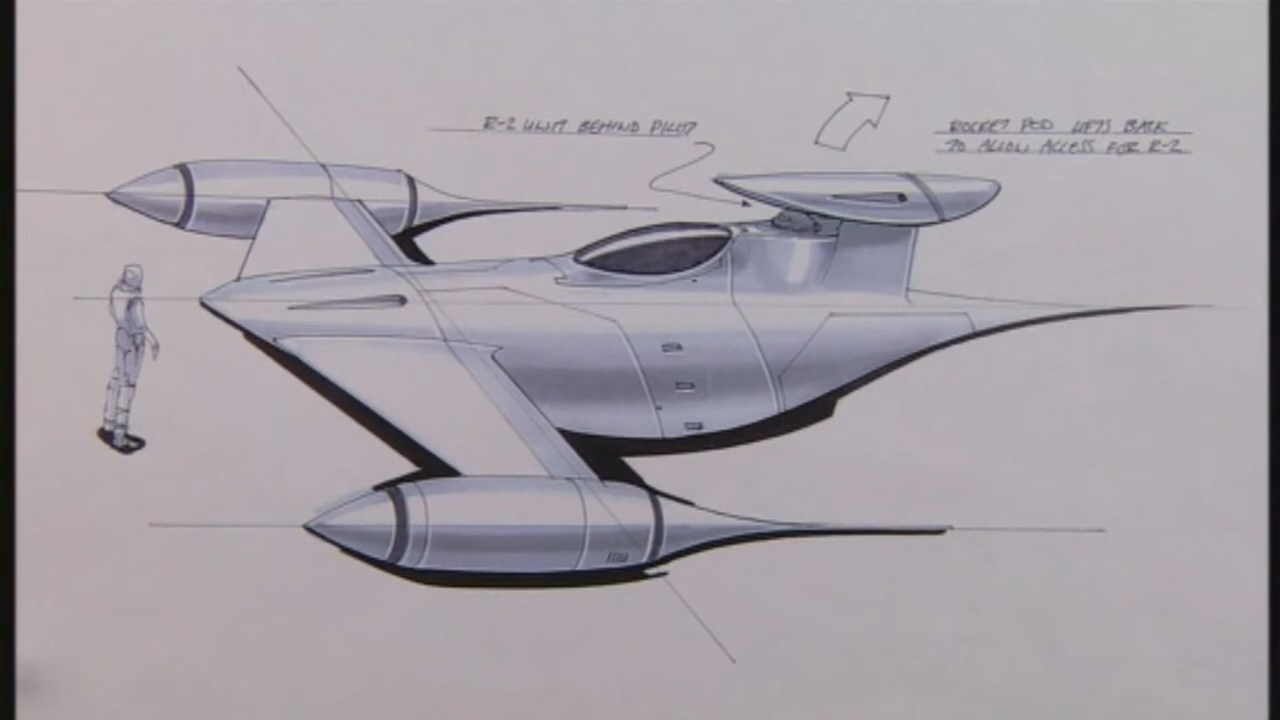 R-2 UNIT BEHIND PILOT
ROCKET POD LIFTS BACK
TO ALLOW ACCESS FOR R-2